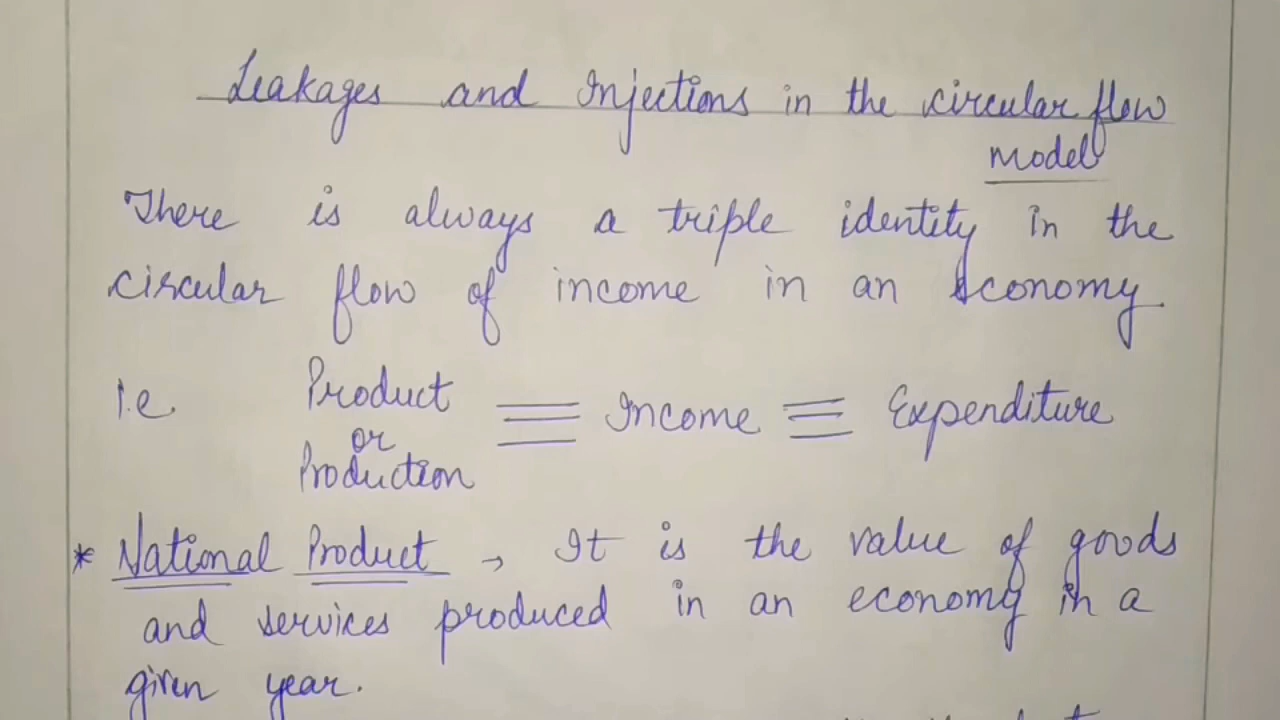 Leakages and Injections in the circular flow
model
There is always a triple identity in the
circular flow of income in an economy.
i.e Product or Production ≡ Income ≡ Expenditure
* National Product → It is the value of goods
and services produced in an economy in a
given year.